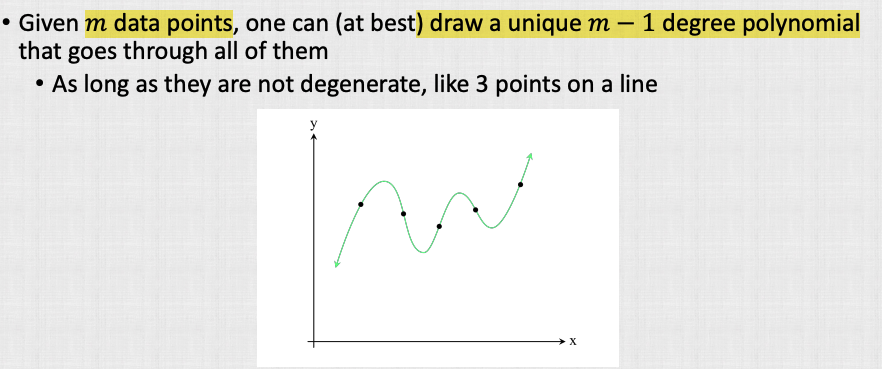 • Given m data points, one can (at best) draw a unique m − 1 degree polynomial
that goes through all of them
• As long as they are not degenerate, like 3 points on a line
y
x